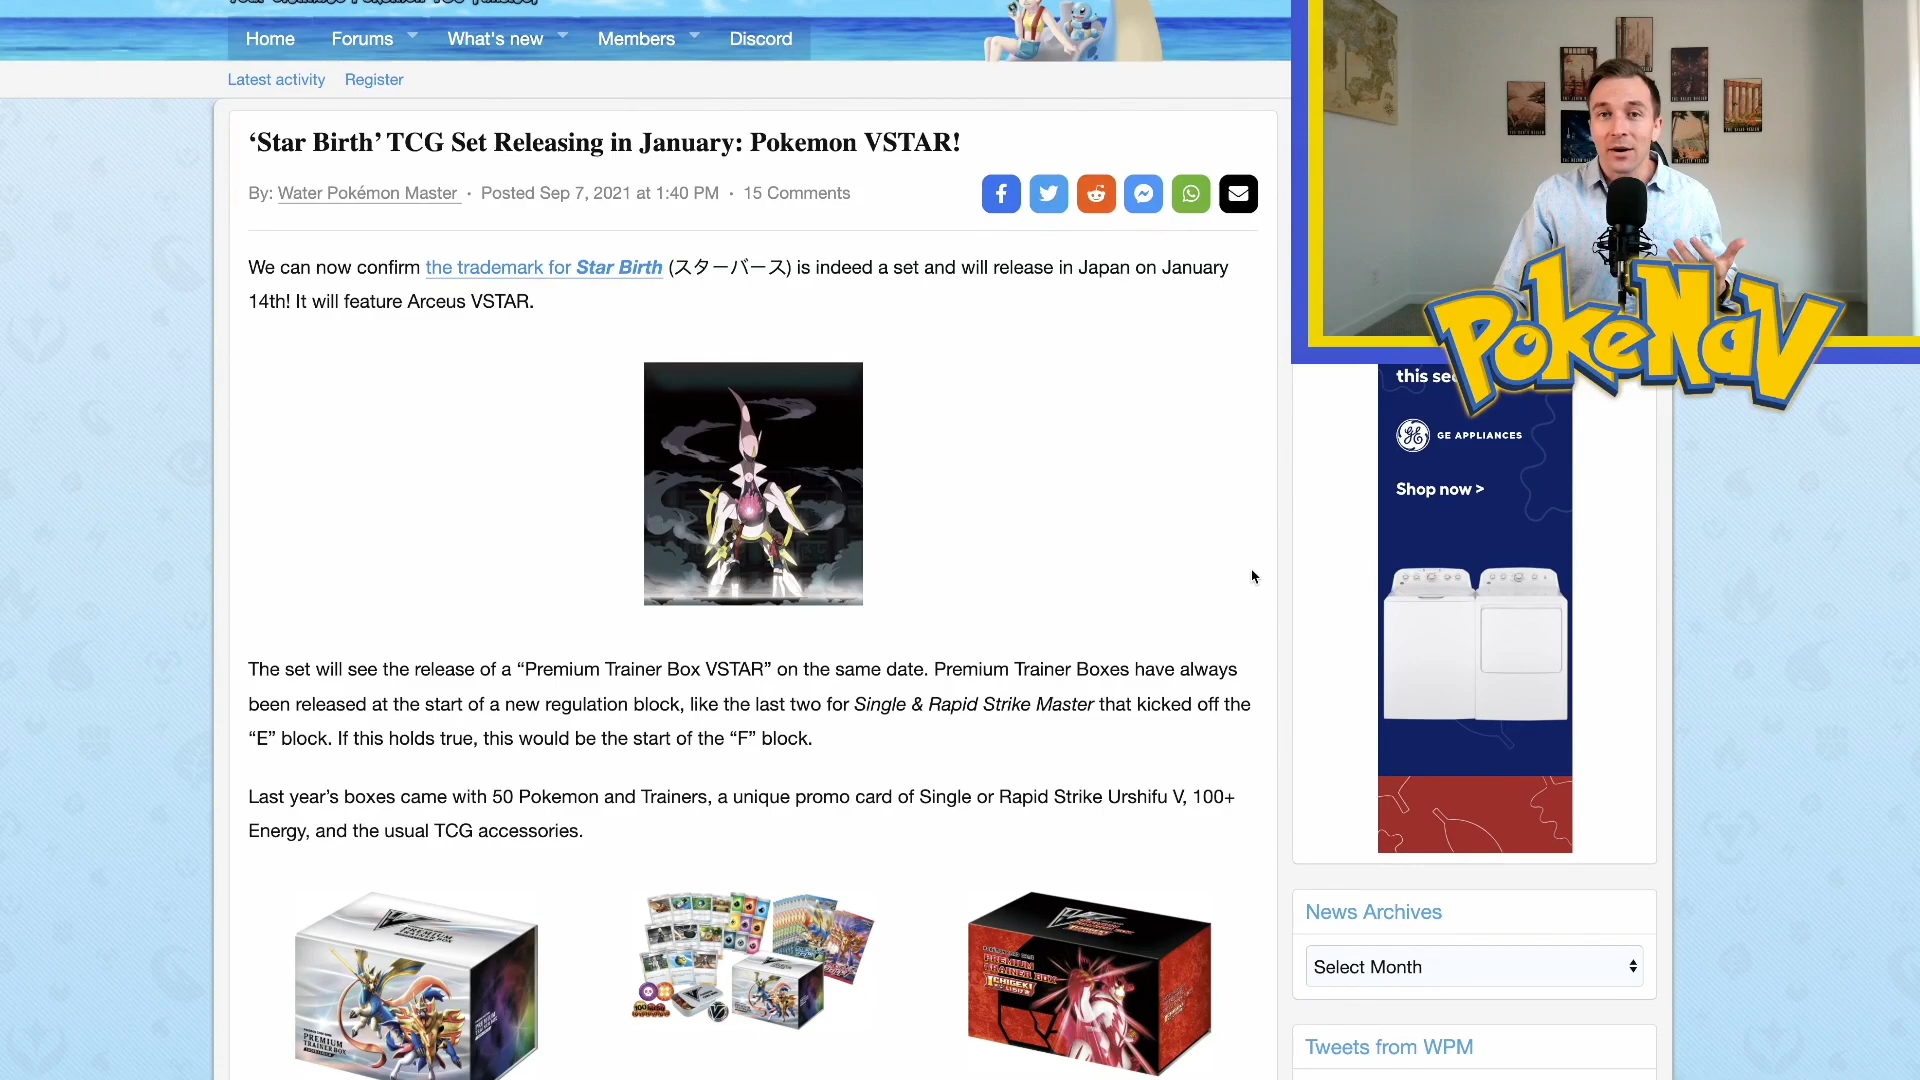 Home Forums What's new Members Discord
Latest activity Register
‘Star Birth’ TCG Set Releasing in January: Pokemon VSTAR!
By: Water Pokémon Master · Posted Sep 7, 2021 at 1:40 PM · 15 Comments
We can now confirm the trademark for Star Birth (スターバース) is indeed a set and will release in Japan on January
14th! It will feature Arceus VSTAR.
The set will see the release of a “Premium Trainer Box VSTAR” on the same date. Premium Trainer Boxes have always
been released at the start of a new regulation block, like the last two for Single & Rapid Strike Master that kicked off the
“E” block. If this holds true, this would be the start of the “F” block.
Last year’s boxes came with 50 Pokemon and Trainers, a unique promo card of Single or Rapid Strike Urshifu V, 100+
Energy, and the usual TCG accessories.
PREMIUM
TRAINER BOX
PREMIUM
TRAINER BOX
ICHIGEKI
PokeNav
this
GE APPLIANCES
Shop now >
News Archives
Select Month
Tweets from WPM